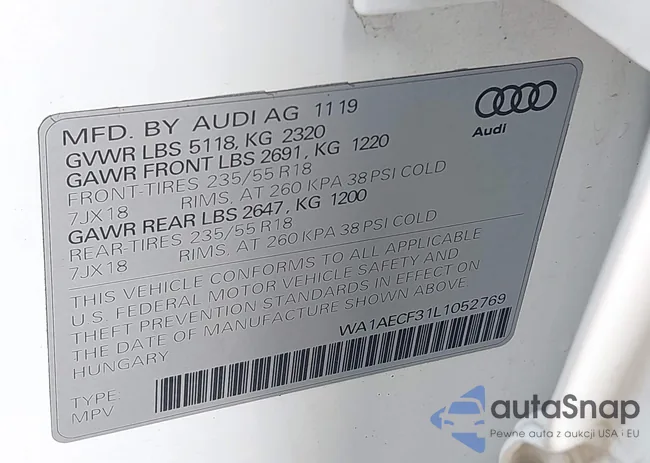 MFD. BY AUDI AG 11 19
GVWR LBS 5118, KG 2320
GAWR FRONT LBS 2691, KG 1220
FRONT-TIRES 235/55 R18
7JX18 RIMS, AT 260 KPA 38 PSI COLD
GAWR REAR LBS 2647, KG 1200
REAR-TIRES 235/55 R18
7JX18 RIMS, AT 260 KPA 38 PSI COLD
THIS VEHICLE CONFORMS TO ALL APPLICABLE
U.S. FEDERAL MOTOR VEHICLE SAFETY AND
THEFT PREVENTION STANDARDS IN EFFECT ON
THE DATE OF MANUFACTURE SHOWN ABOVE.
HUNGARY WA1AECF31L1052769
TYPE:
MPV
Audi
autaSnap
Pewne auta z aukcji USA i EU